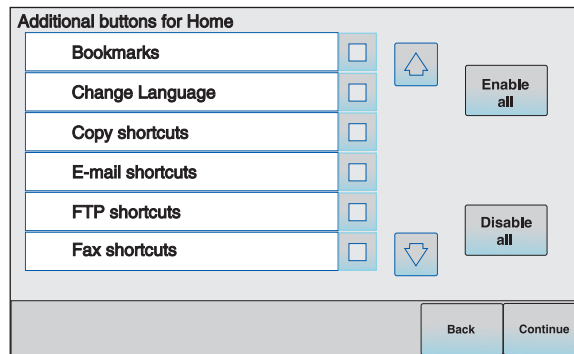 Additional buttons for Home
Bookmarks
Change Language
Enable
all
Copy shortcuts
E-mail shortcuts
FTP shortcuts
Disable
all
Fax shortcuts
Back
Continue